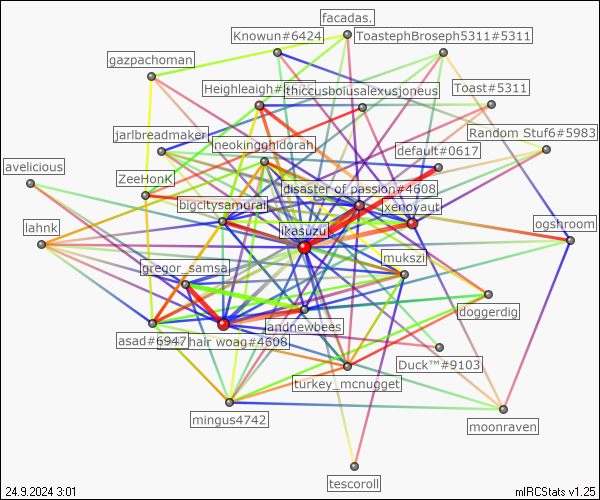 facadas.
Knowun#6424
ToastephBroseph5311#5311
gazpachoman
Toast#5311
thiccusboiusalexusjoneus
Random Stuf6#5983
jarlbreadmaker
neokingghidorah
default#0617
avelicious
ZeeHonK
disaster of passion#4608
bigcitysamurai
xenoyaut
lahnk
ikasuzu
ogshroom
mukszi
gregor_samsa
doggerdig
andnewbees
asad#6947
hair woag#4608
Duck™#9103
turkey_mcnugget
mingus4742
moonraven
tescoroll
24.9.2024 3:01
mIRCStats v1.25